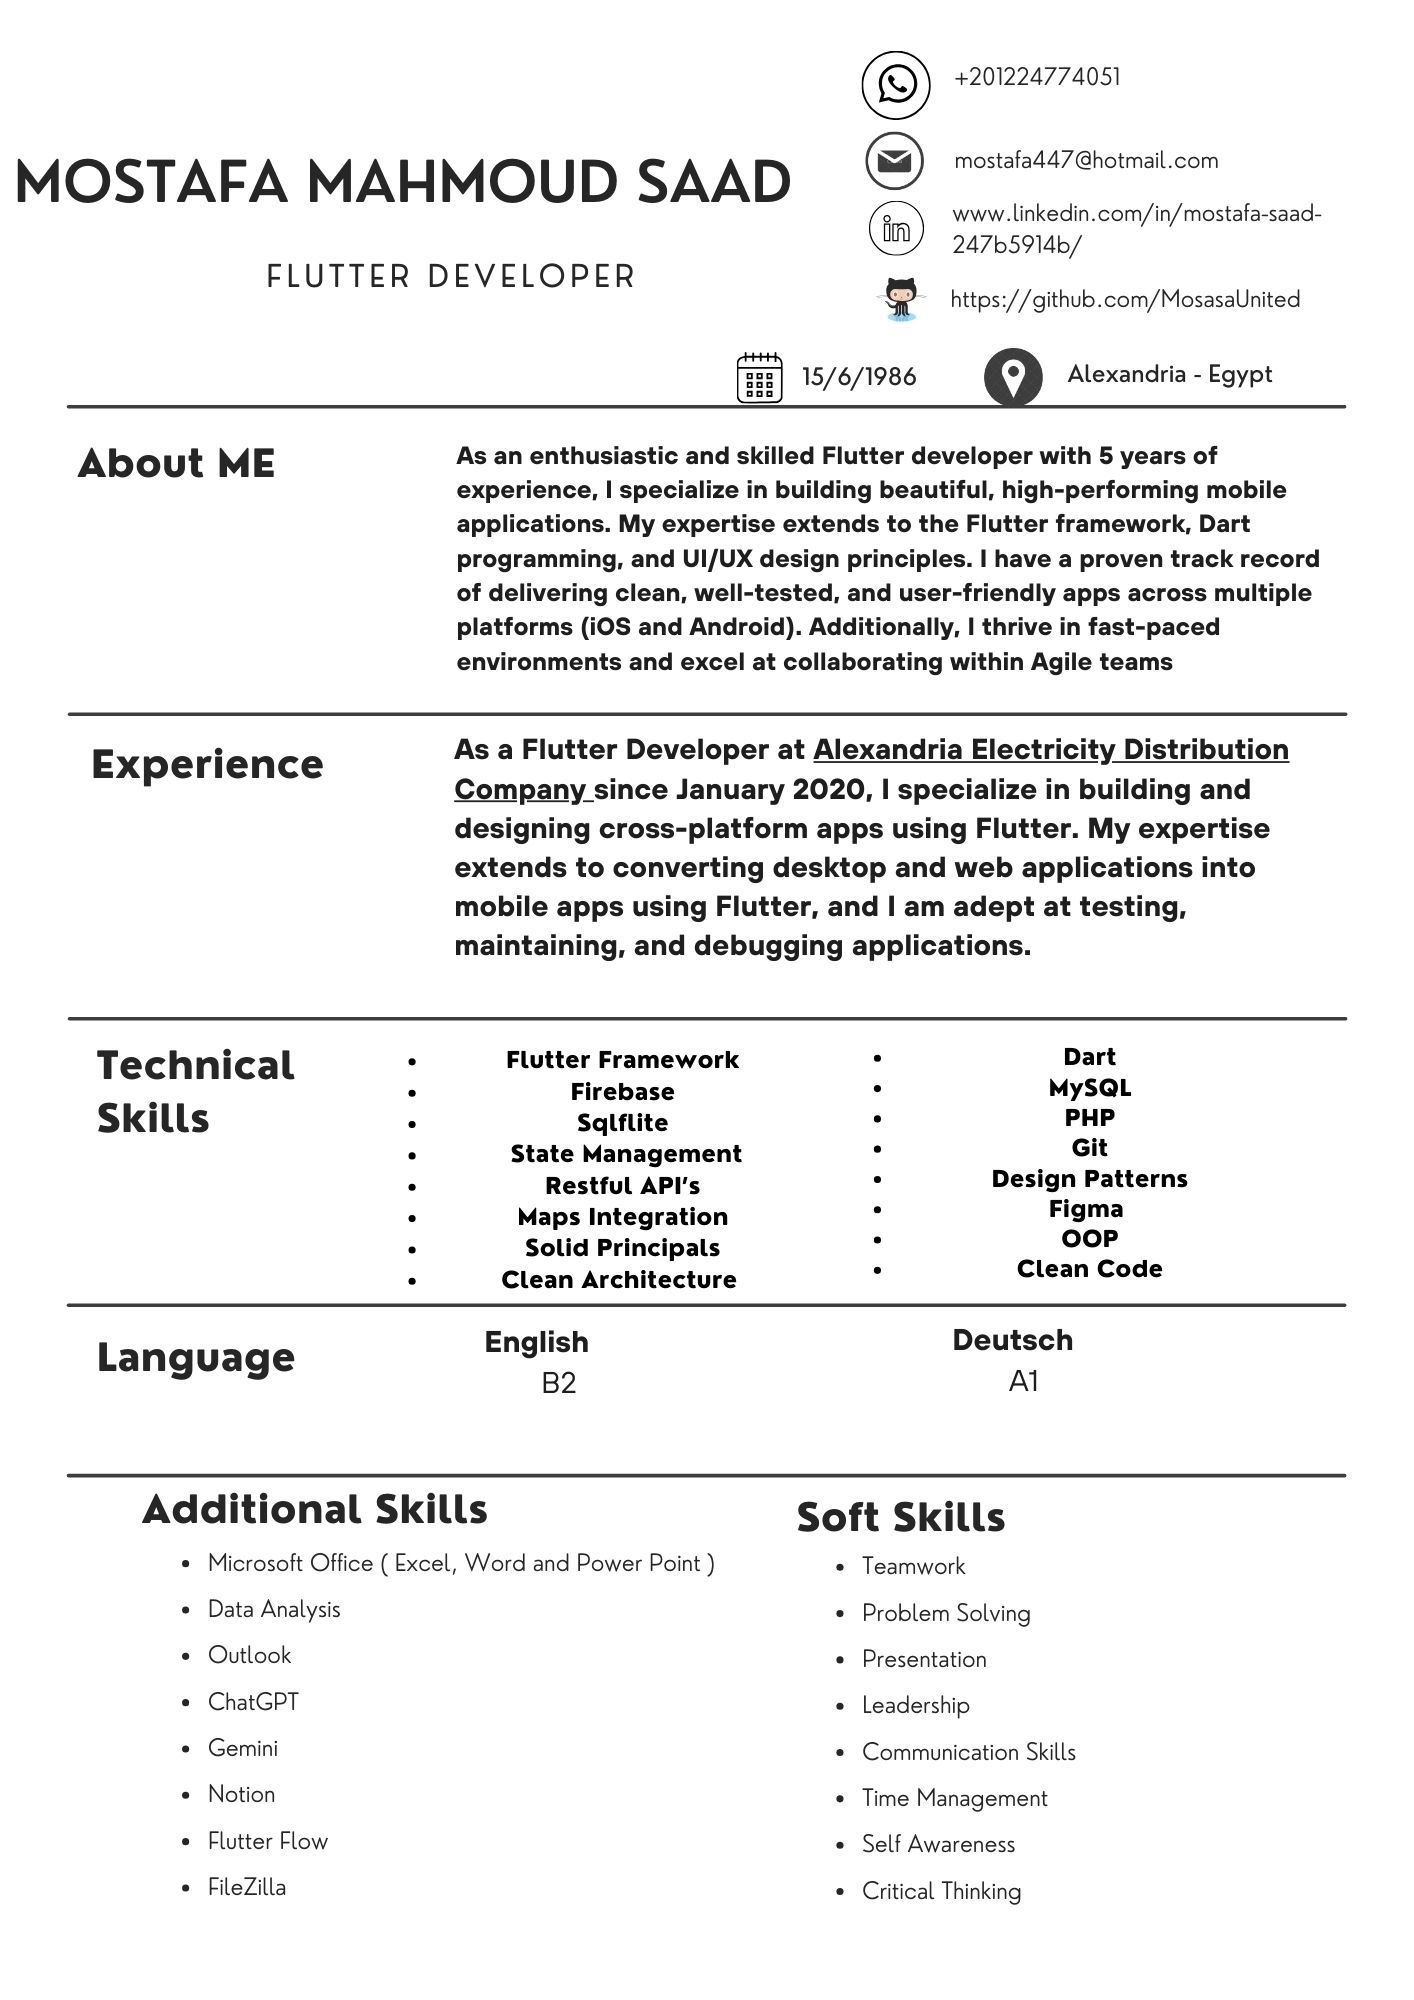 MOSTAFA MAHMOUD SAAD
FLUTTER DEVELOPER
+201224774051
mostafa447@hotmail.com
in
www.linkedin.com/in/mostafa-saad-
247b5914b/
https://github.com/MosasaUnited
15/6/1986
Alexandria - Egypt
About ME
As an enthusiastic and skilled Flutter developer with 5 years of
experience, I specialize in building beautiful, high-performing mobile
applications. My expertise extends to the Flutter framework, Dart
programming, and UI/UX design principles. I have a proven track record
of delivering clean, well-tested, and user-friendly apps across multiple
platforms (iOS and Android). Additionally, I thrive in fast-paced
environments and excel at collaborating within Agile teams
Experience
As a Flutter Developer at Alexandria Electricity Distribution
Company since January 2020, I specialize in building and
designing cross-platform apps using Flutter. My expertise
extends to converting desktop and web applications into
mobile apps using Flutter, and I am adept at testing,
maintaining, and debugging applications.
Technical
Skills
• Flutter Framework
• Firebase
• Sqlflite
• State Management
• Restful API's
• Maps Integration
• Solid Principals
• Clean Architecture
• Dart
• MySQL
• PHP
• Git
• Design Patterns
• Figma
• OOP
• Clean Code
Language
English
B2
Deutsch
A1
Additional Skills
• Microsoft Office ( Excel, Word and Power Point )
• Data Analysis
• Outlook
• ChatGPT
• Gemini
• Notion
• Flutter Flow
• FileZilla
Soft Skills
• Teamwork
• Problem Solving
• Presentation
• Leadership
• Communication Skills
• Time Management
• Self Awareness
• Critical Thinking